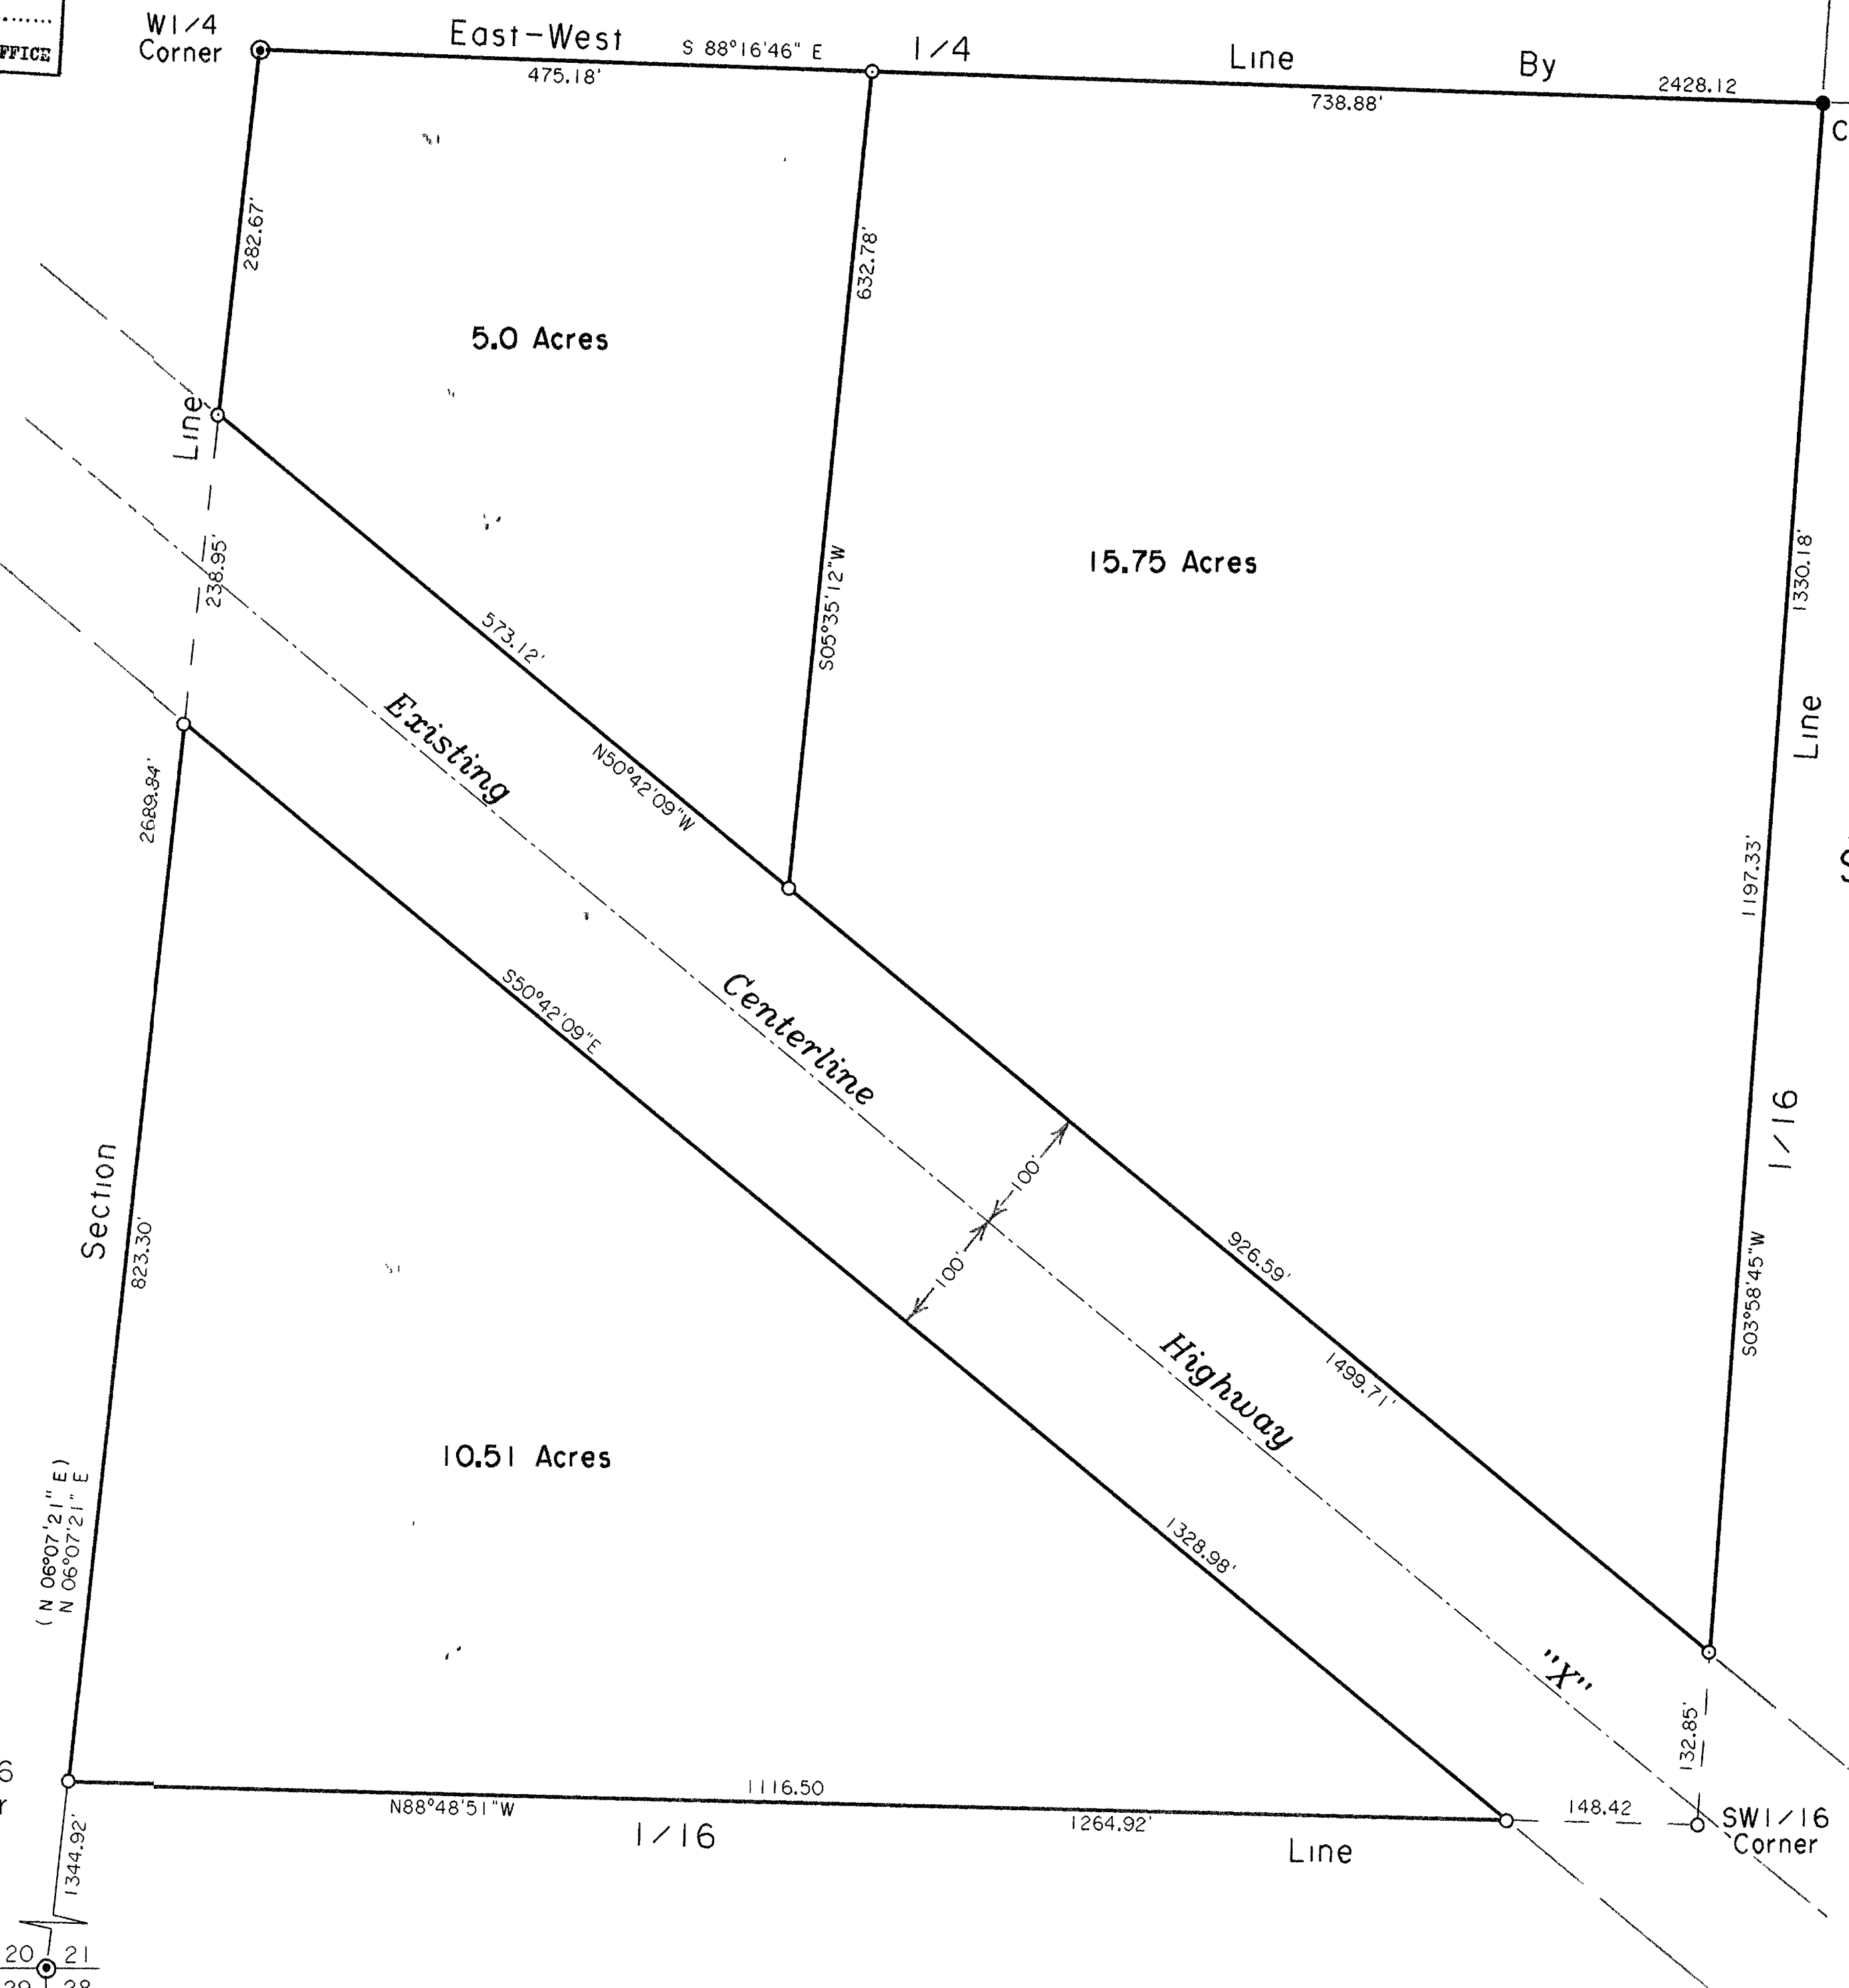 FFICE
W1/4
Corner
East-West
S 88°16'46" E
1/4
Line
By
2428.12
475.18'
738.88'
C
282.67'
632.78'
5.0 Acres
Line
238.95'
S05°35'12"W
15.75 Acres
1330.18'
573.12'
Existing
N50°42'09"W
Line
2689.84'
1197.33'
S50°42'09"E
Centerline
1/16
100'
100'
Section
823.30'
926.59'
S03°58'45"W
Highway
1499.71'
10.51 Acres
(N 06°07'21" E)
N 06°07'21" E
1328.98'
"X"
132.85'
1116.50
N88°48'51"W
1/16
1264.92'
Line
148.42
SW1/16
Corner
1344.92'
20
21